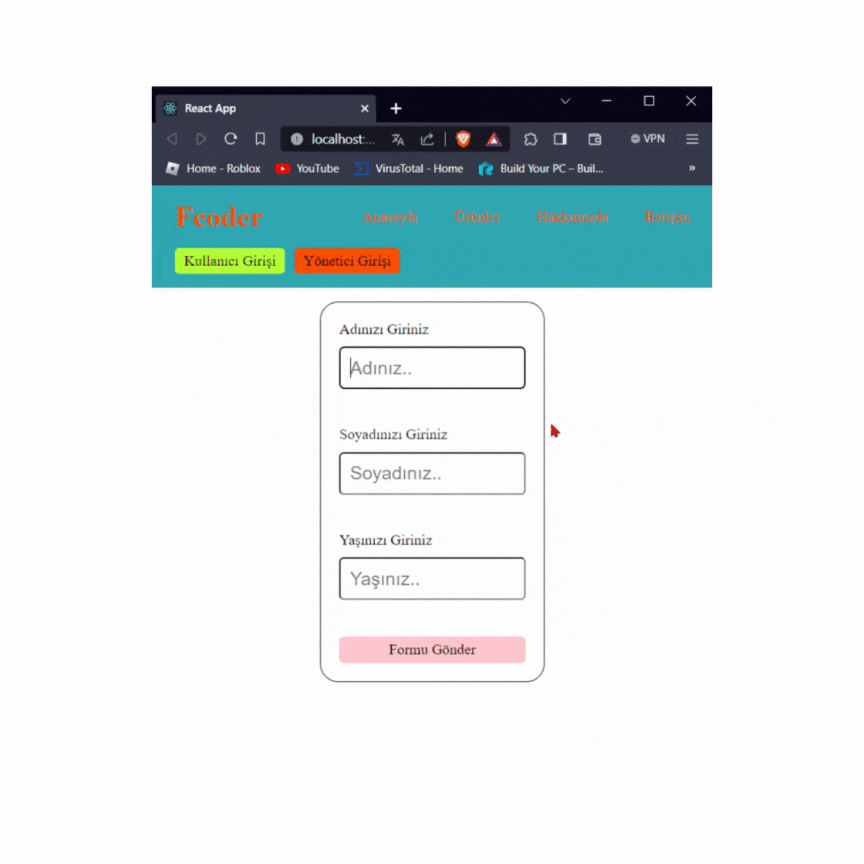 React App
localhost:...
VPN
Home - Roblox YouTube VirusTotal - Home Build Your PC – Buil... »
Fcoder Anasayfa Ürünler Hakkımızda İletişim
Kullanıcı Girişi Yönetici Girişi
Adınızı Giriniz
Adınız..
Soyadınızı Giriniz
Soyadınız..
Yaşınızı Giriniz
Yaşınız..
Formu Gönder